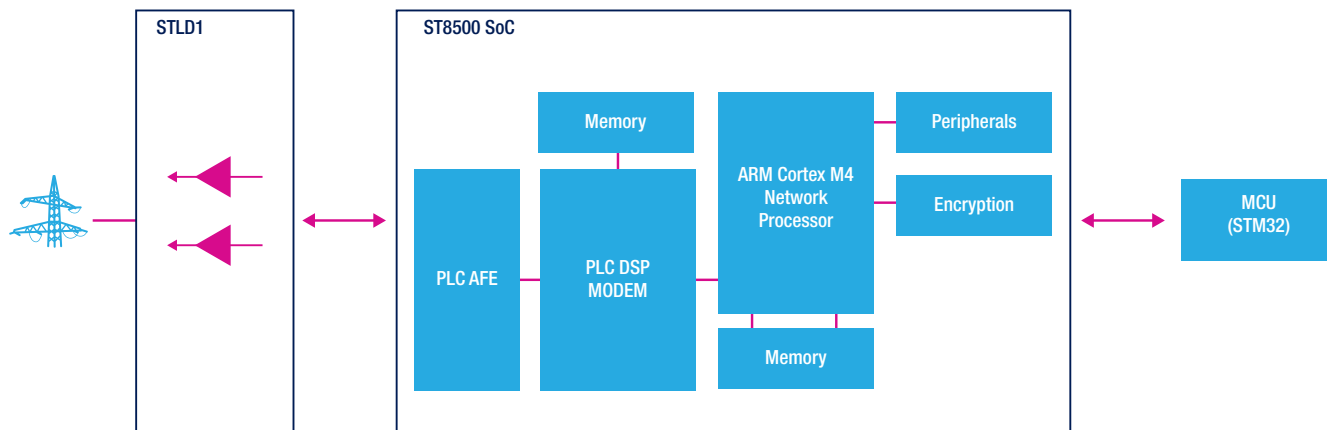 STLD1
ST8500 SoC
Memory
PLC AFE
PLC DSP
MODEM
ARM Cortex M4
Network
Processor
Memory
Peripherals
Encryption
MCU
(STM32)